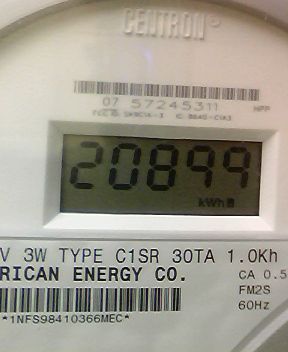 CENTRON®
07 57245311 HPP
20899
kWh
V 3W TYPE C1SR 30TA 1.0Kh
RICAN ENERGY CO. CA 0.5
FM2S
60Hz
*1NFS98410366MEC*